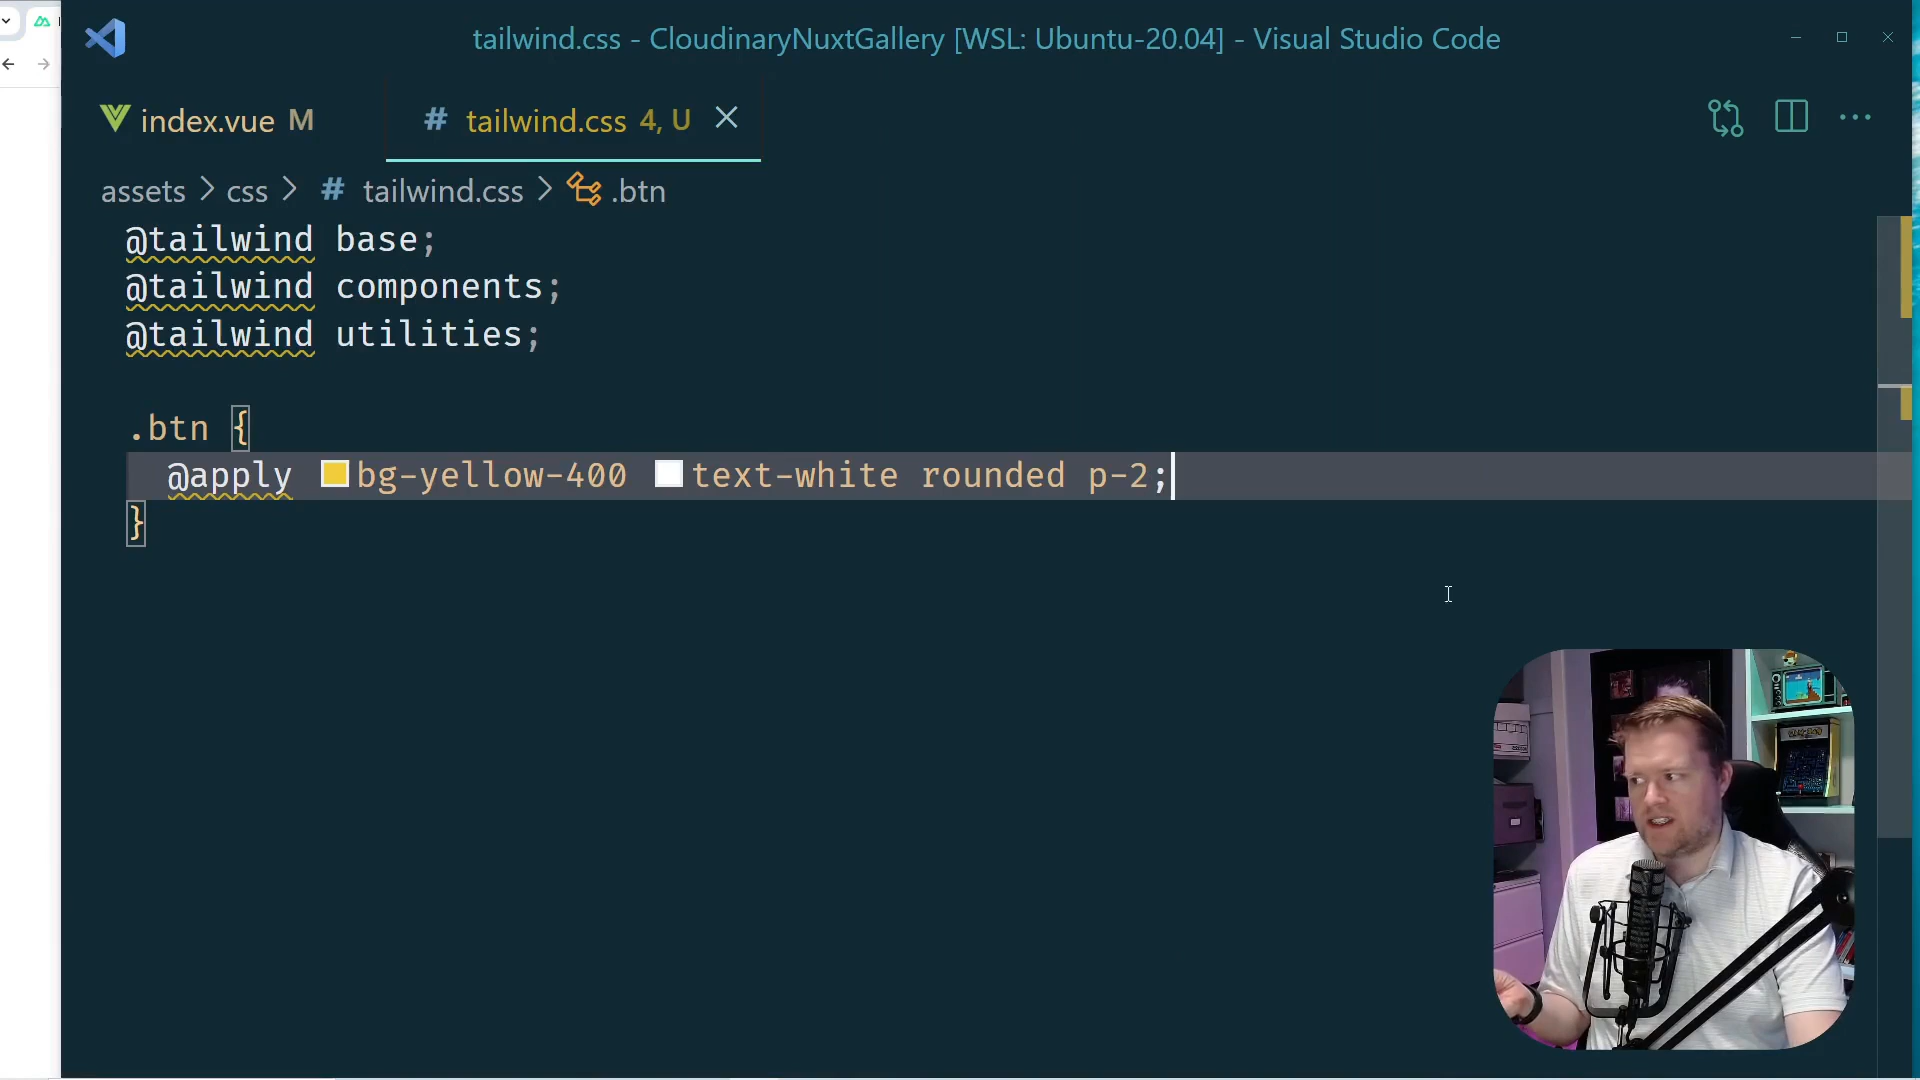 tailwind.css - CloudinaryNuxtGallery [WSL: Ubuntu-20.04] - Visual Studio Code
index.vue M
# tailwind.css 4, U
assets > css > # tailwind.css > .btn
@tailwind base;
@tailwind components;
@tailwind utilities;
.btn {
@apply bg-yellow-400 text-white rounded p-2;
}